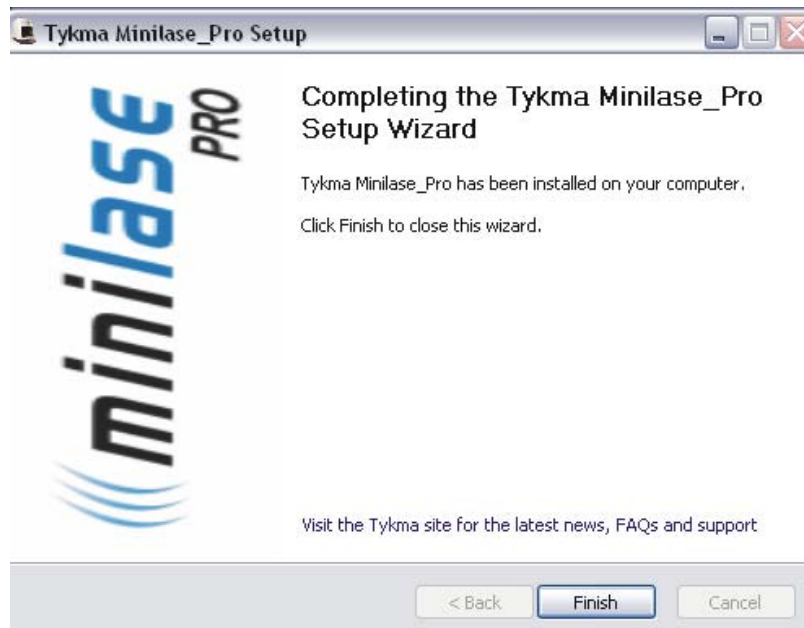 Tykma Minilase_Pro Setup
minilase PRO
Completing the Tykma Minilase_Pro
Setup Wizard
Tykma Minilase_Pro has been installed on your computer.
Click Finish to close this wizard.
Visit the Tykma site for the latest news, FAQs and support
< Back Finish Cancel